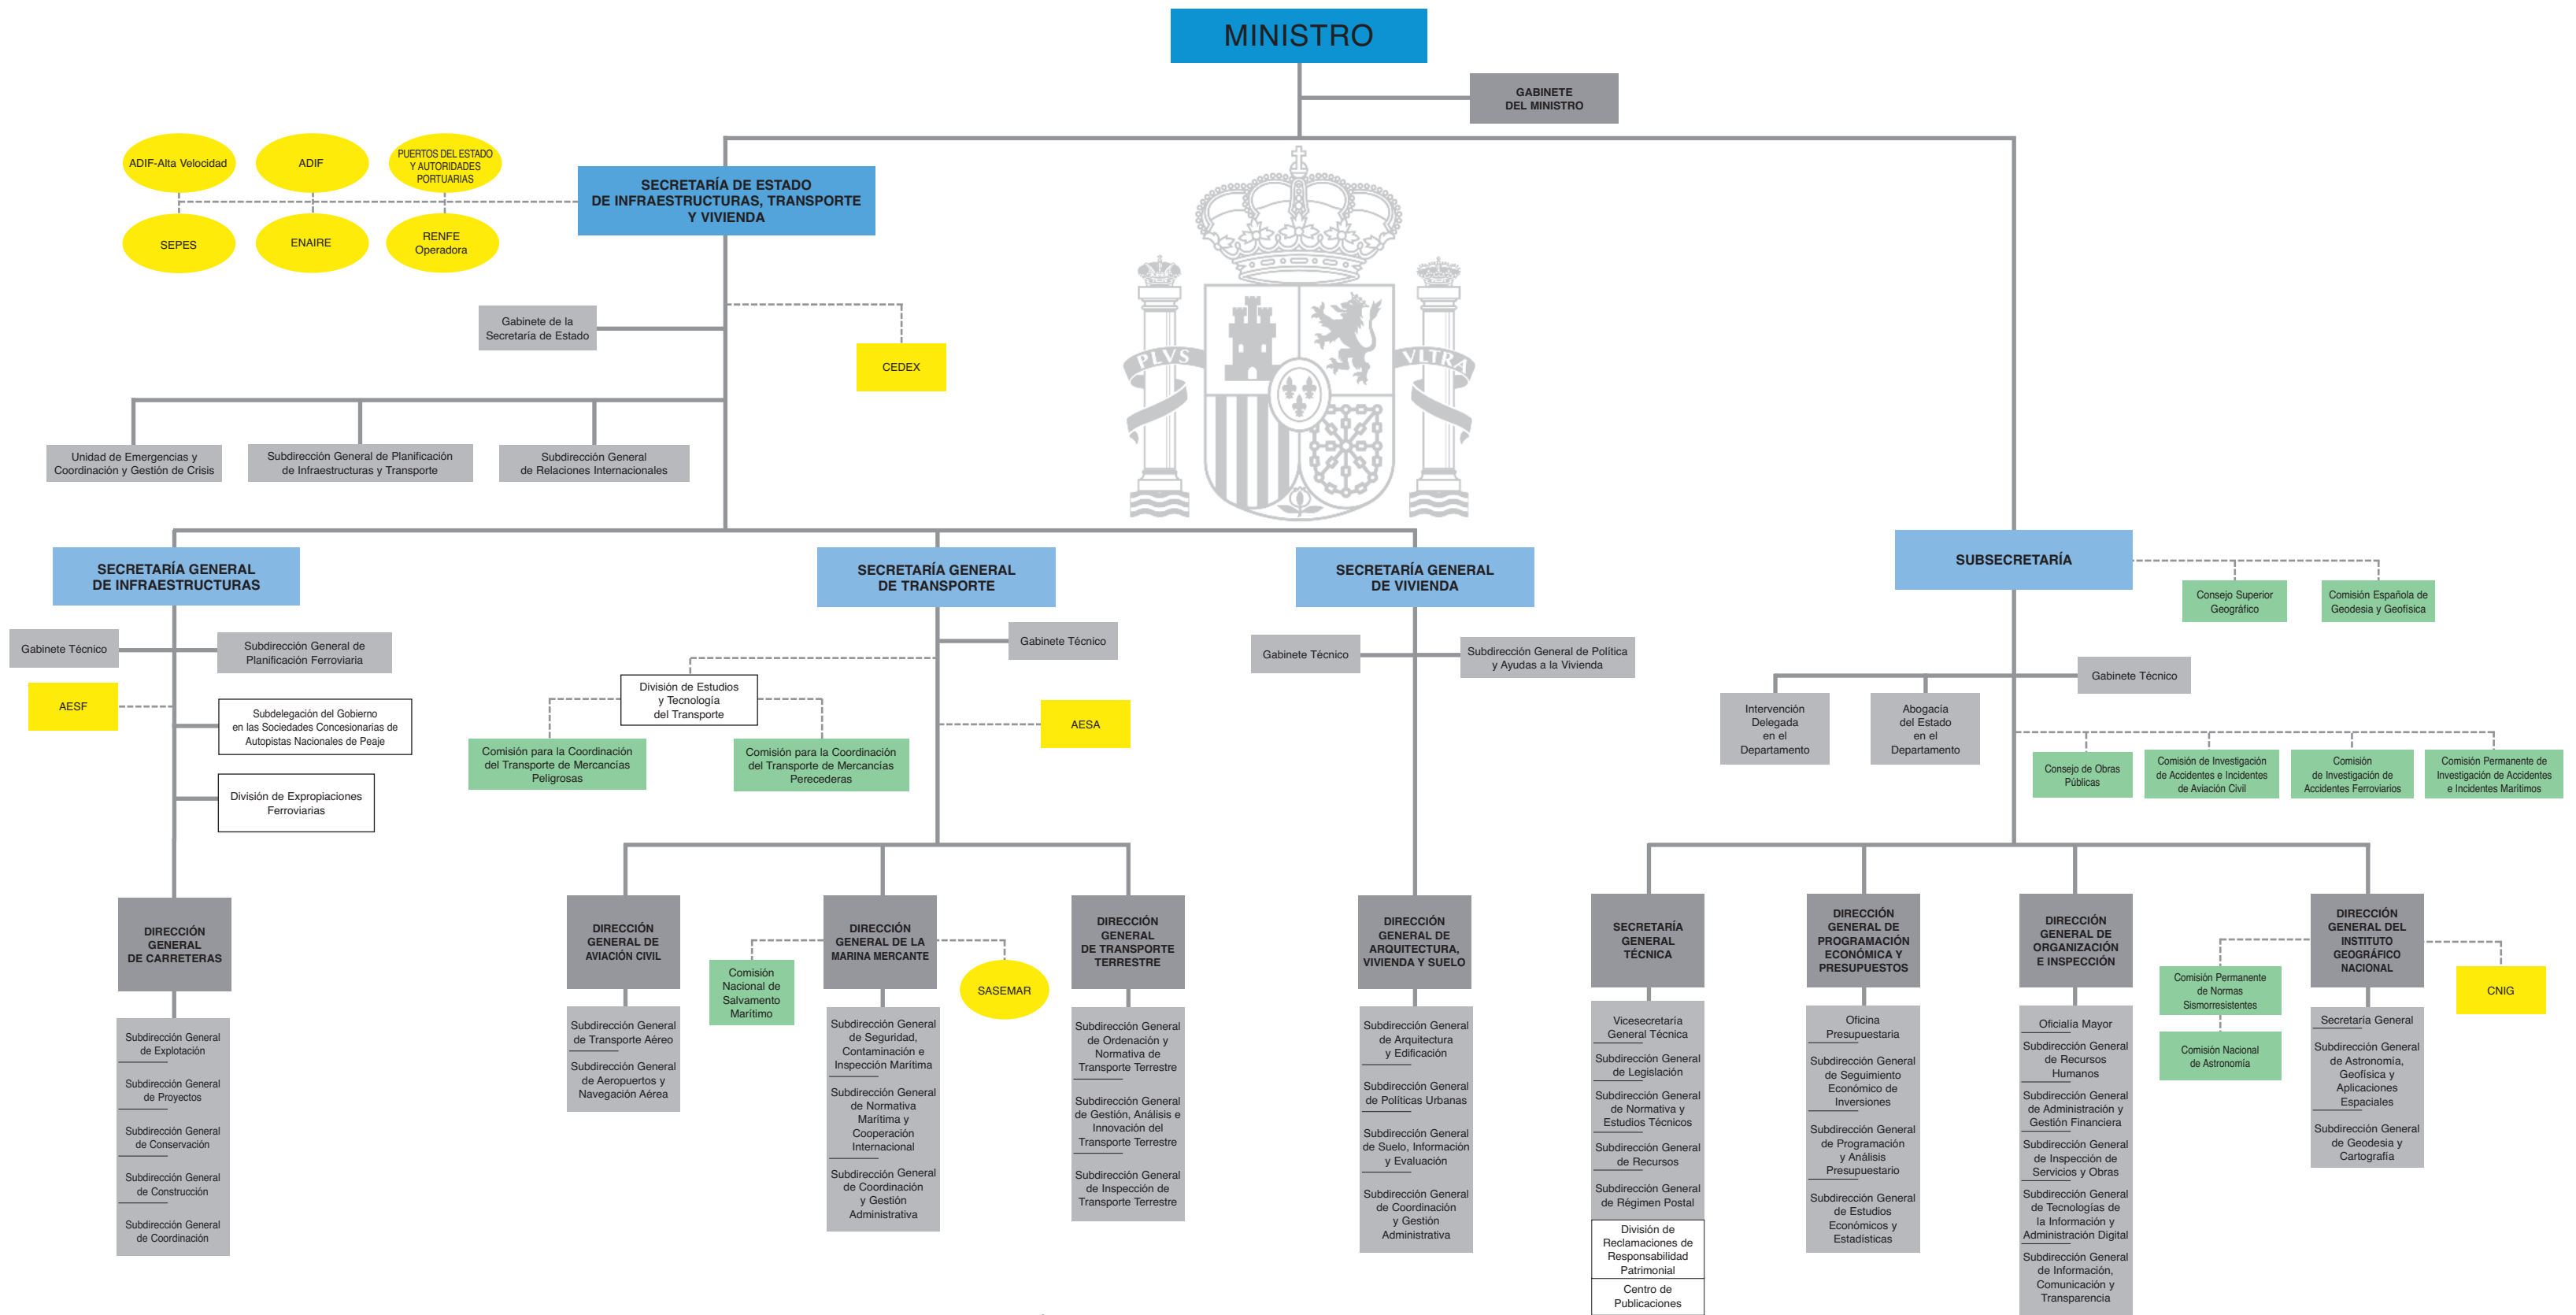 MINISTRO
GABINETE
DEL MINISTRO
ADIF-Alta Velocidad
ADIF
PUERTOS DEL ESTADO
Y AUTORIDADES
PORTUARIAS
SEPES
ENAIRE
RENFE
Operadora
SECRETARÍA DE ESTADO
DE INFRAESTRUCTURAS, TRANSPORTE
Y VIVIENDA
Gabinete de la
Secretaría de Estado
CEDEX
PLVS
VLTRA
Unidad de Emergencias y
Coordinación y Gestión de Crisis
Subdirección General de Planificación
de Infraestructuras y Transporte
Subdirección General
de Relaciones Internacionales
SECRETARÍA GENERAL
DE INFRAESTRUCTURAS
SECRETARÍA GENERAL
DE TRANSPORTE
SECRETARÍA GENERAL
DE VIVIENDA
SUBSECRETARÍA
Consejo Superior
Geográfico
Comisión Española de
Geodesia y Geofísica
Gabinete Técnico
Subdirección General de
Planificación Ferroviaria
AESF
Subdelegación del Gobierno
en las Sociedades Concesionarias de
Autopistas Nacionales de Peaje
División de Expropiaciones
Ferroviarias
Gabinete Técnico
División de Estudios
y Tecnología
del Transporte
AESA
Comisión para la Coordinación
del Transporte de Mercancías
Peligrosas
Comisión para la Coordinación
del Transporte de Mercancías
Perecederas
Gabinete Técnico
Subdirección General de Política
y Ayudas a la Vivienda
Gabinete Técnico
Intervención
Delegada
en el
Departamento
Abogacía
del Estado
en el
Departamento
Consejo de Obras
Públicas
Comisión de Investigación
de Accidentes e Incidentes
de Aviación Civil
Comisión
de Investigación de
Accidentes Ferroviarios
Comisión Permanente de
Investigación de Accidentes
e Incidentes Marítimos
DIRECCIÓN
GENERAL
DE CARRETERAS
Subdirección General
de Explotación
Subdirección General
de Proyectos
Subdirección General
de Conservación
Subdirección General
de Construcción
Subdirección General
de Coordinación
DIRECCIÓN
GENERAL DE
AVIACIÓN CIVIL
Subdirección General
de Transporte Aéreo
Subdirección General
de Aeropuertos y
Navegación Aérea
Comisión
Nacional de
Salvamento
Marítimo
DIRECCIÓN
GENERAL DE LA
MARINA MERCANTE
SASEMAR
Subdirección General
de Seguridad,
Contaminación e
Inspección Marítima
Subdirección General
de Normativa
Marítima y
Cooperación
Internacional
Subdirección General
de Coordinación
y Gestión
Administrativa
DIRECCIÓN
GENERAL
DE TRANSPORTE
TERRESTRE
Subdirección General
de Ordenación y
Normativa de
Transporte Terrestre
Subdirección General
de Gestión, Análisis e
Innovación del
Transporte Terrestre
Subdirección General
de Inspección de
Transporte Terrestre
DIRECCIÓN
GENERAL DE
ARQUITECTURA,
VIVIENDA Y SUELO
Subdirección General
de Arquitectura
y Edificación
Subdirección General
de Políticas Urbanas
Subdirección General
de Suelo, Información
y Evaluación
Subdirección General
de Coordinación
y Gestión
Administrativa
SECRETARÍA
GENERAL
TÉCNICA
Vicesecretaría
General Técnica
Subdirección General
de Legislación
Subdirección General
de Normativa y
Estudios Técnicos
Subdirección General
de Recursos
Subdirección General
de Régimen Postal
División de
Reclamaciones de
Responsabilidad
Patrimonial
Centro de
Publicaciones
DIRECCIÓN
GENERAL DE
PROGRAMACIÓN
ECONÓMICA Y
PRESUPUESTOS
Oficina
Presupuestaria
Subdirección General
de Seguimiento
Económico de
Inversiones
Subdirección General
de Programación
y Análisis
Presupuestario
Subdirección General
de Estudios
Económicos y
Estadísticas
DIRECCIÓN
GENERAL DE
ORGANIZACIÓN
E INSPECCIÓN
Oficialía Mayor
Subdirección General
de Recursos
Humanos
Subdirección General
de Administración y
Gestión Financiera
Subdirección General
de Inspección de
Servicios y Obras
Subdirección General
de Tecnologías de
la Información y
Administración Digital
Subdirección General
de Información,
Comunicación y
Transparencia
DIRECCIÓN
GENERAL DEL
INSTITUTO
GEOGRÁFICO
NACIONAL
Comisión Permanente
de Normas
Sismorresistentes
Comisión Nacional
de Astronomía
CNIG
Secretaría General
Subdirección General
de Astronomía,
Geofísica y
Aplicaciones
Espaciales
Subdirección General
de Geodesia y
Cartografía